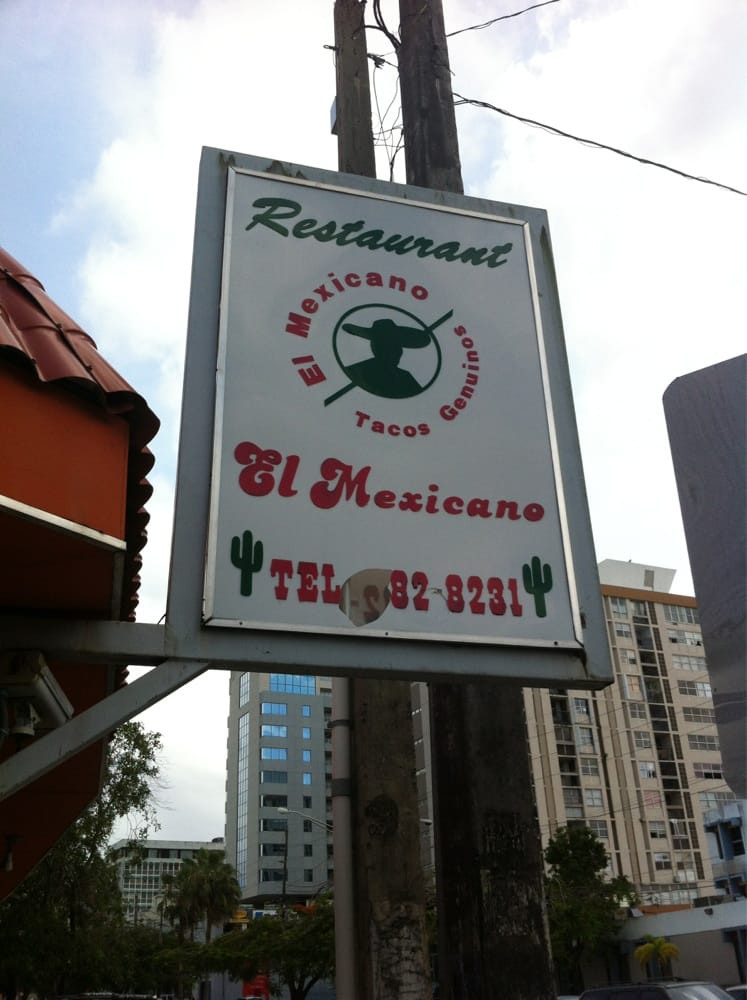 Restaurant
El Mexicano
Tacos Genuinos
El Mexicano
TEL 82 8231